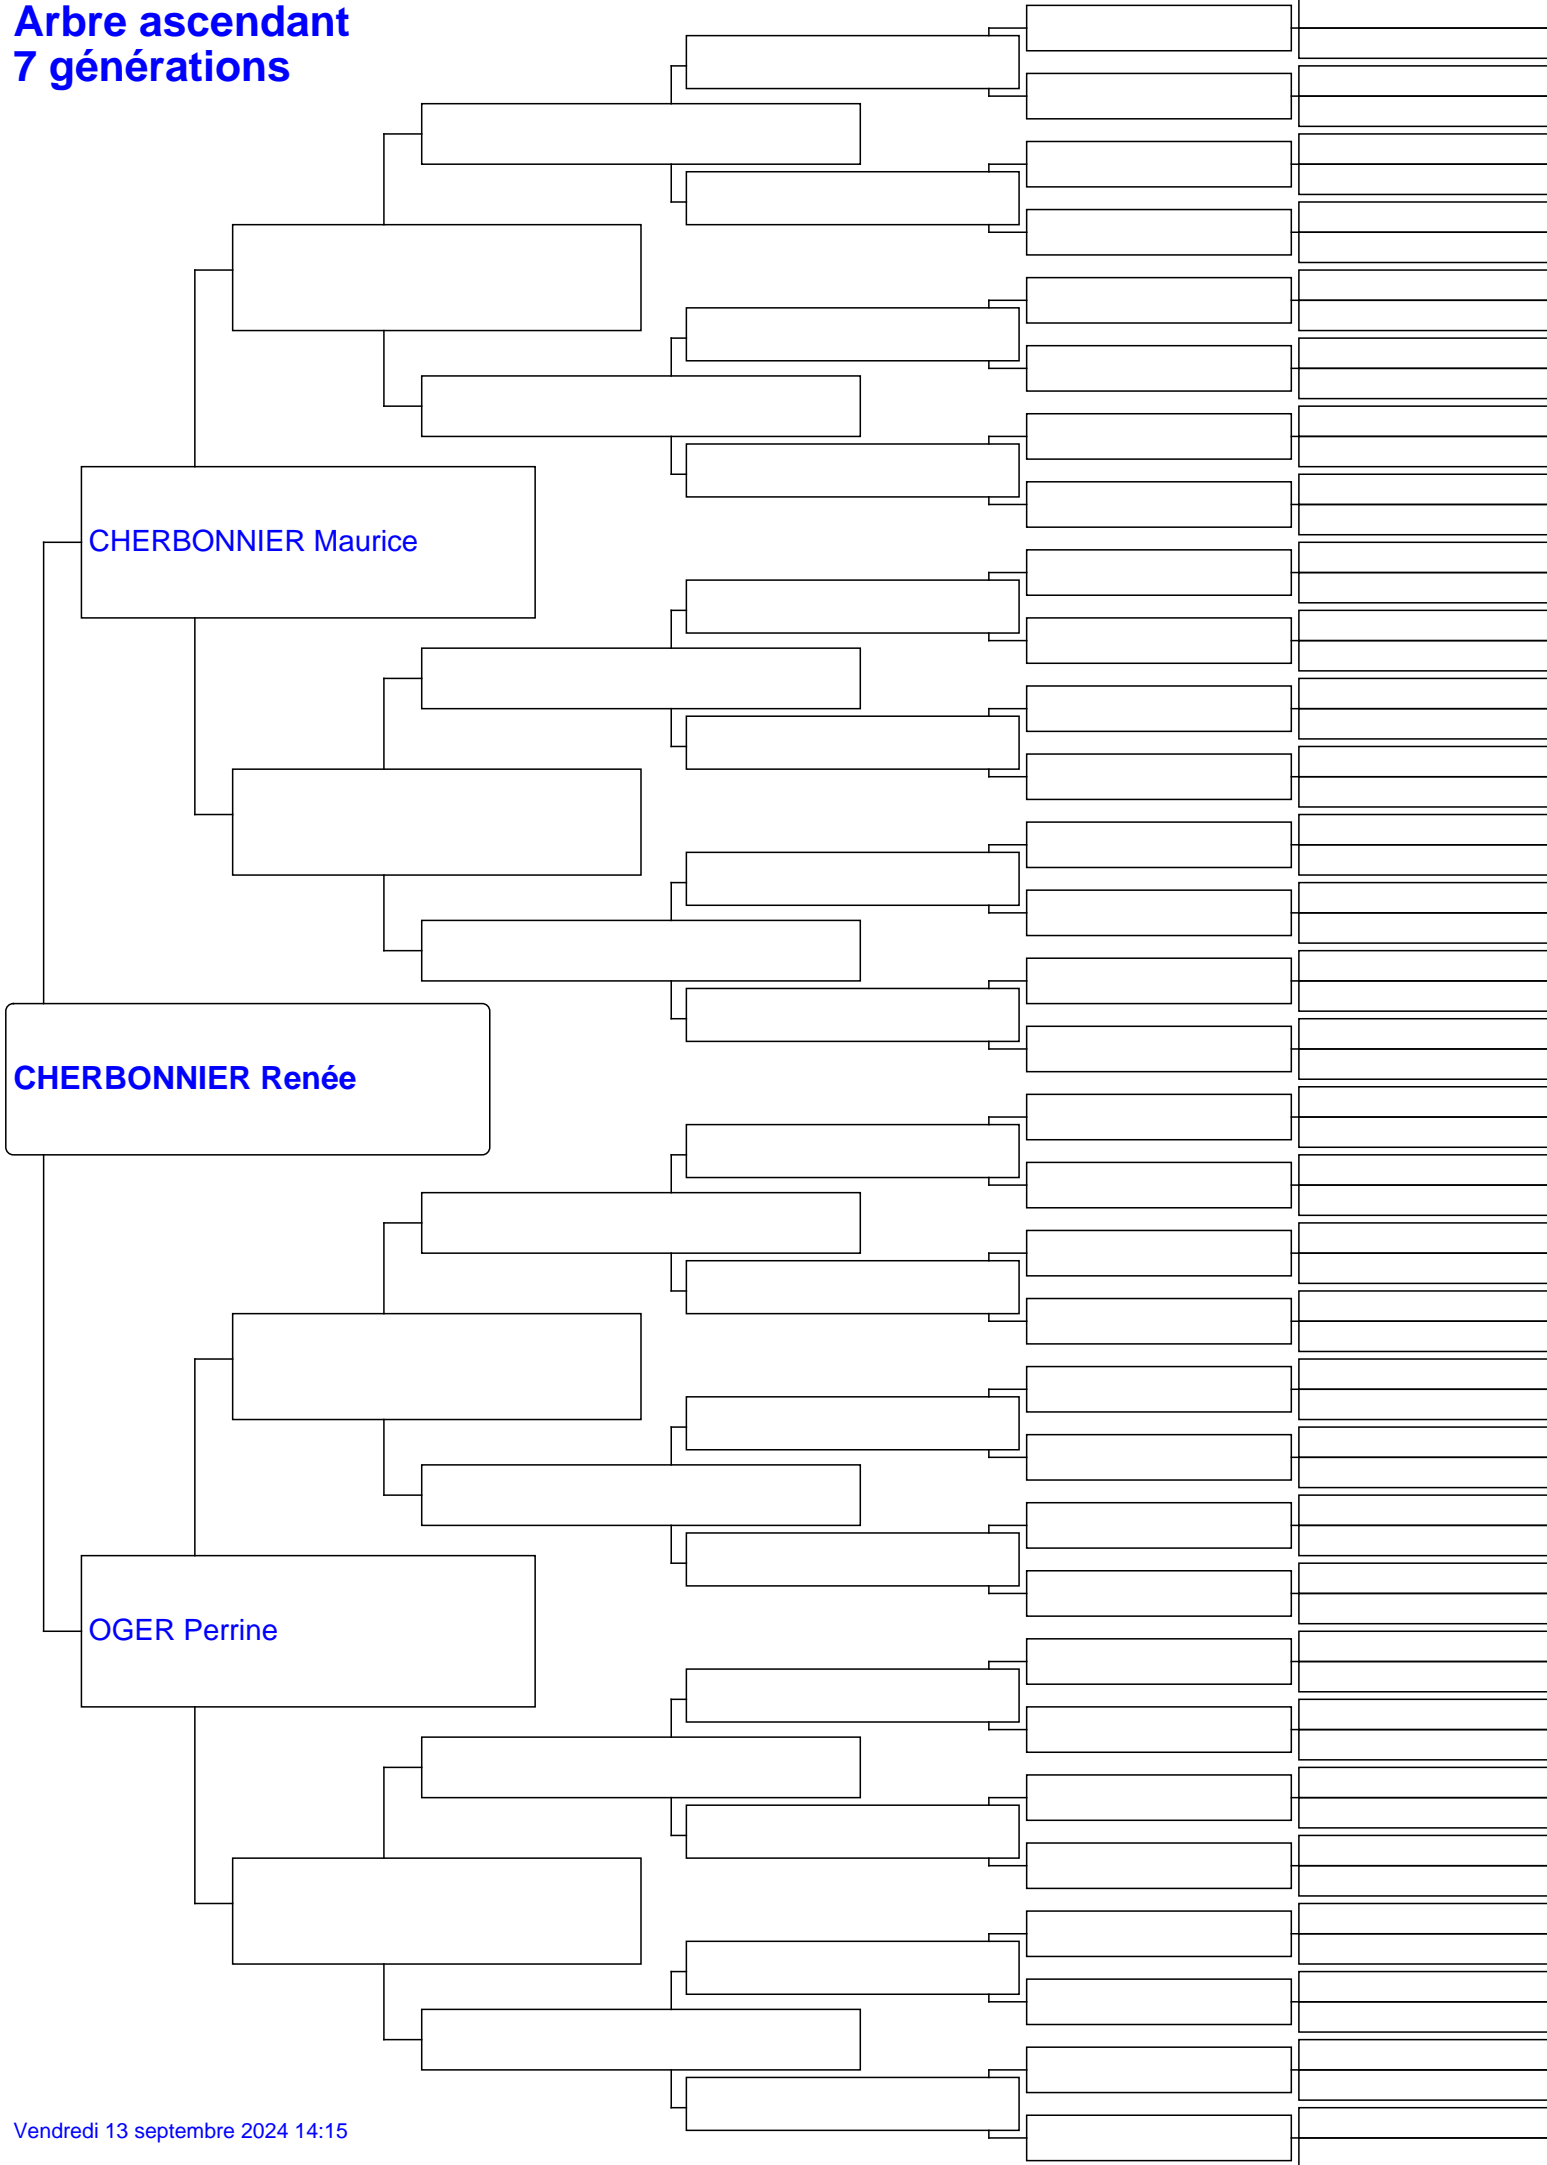 Arbre ascendant
7 générations
CHERBONNIER Maurice
CHERBONNIER Renée
OGER Perrine
Vendredi 13 septembre 2024 14:15